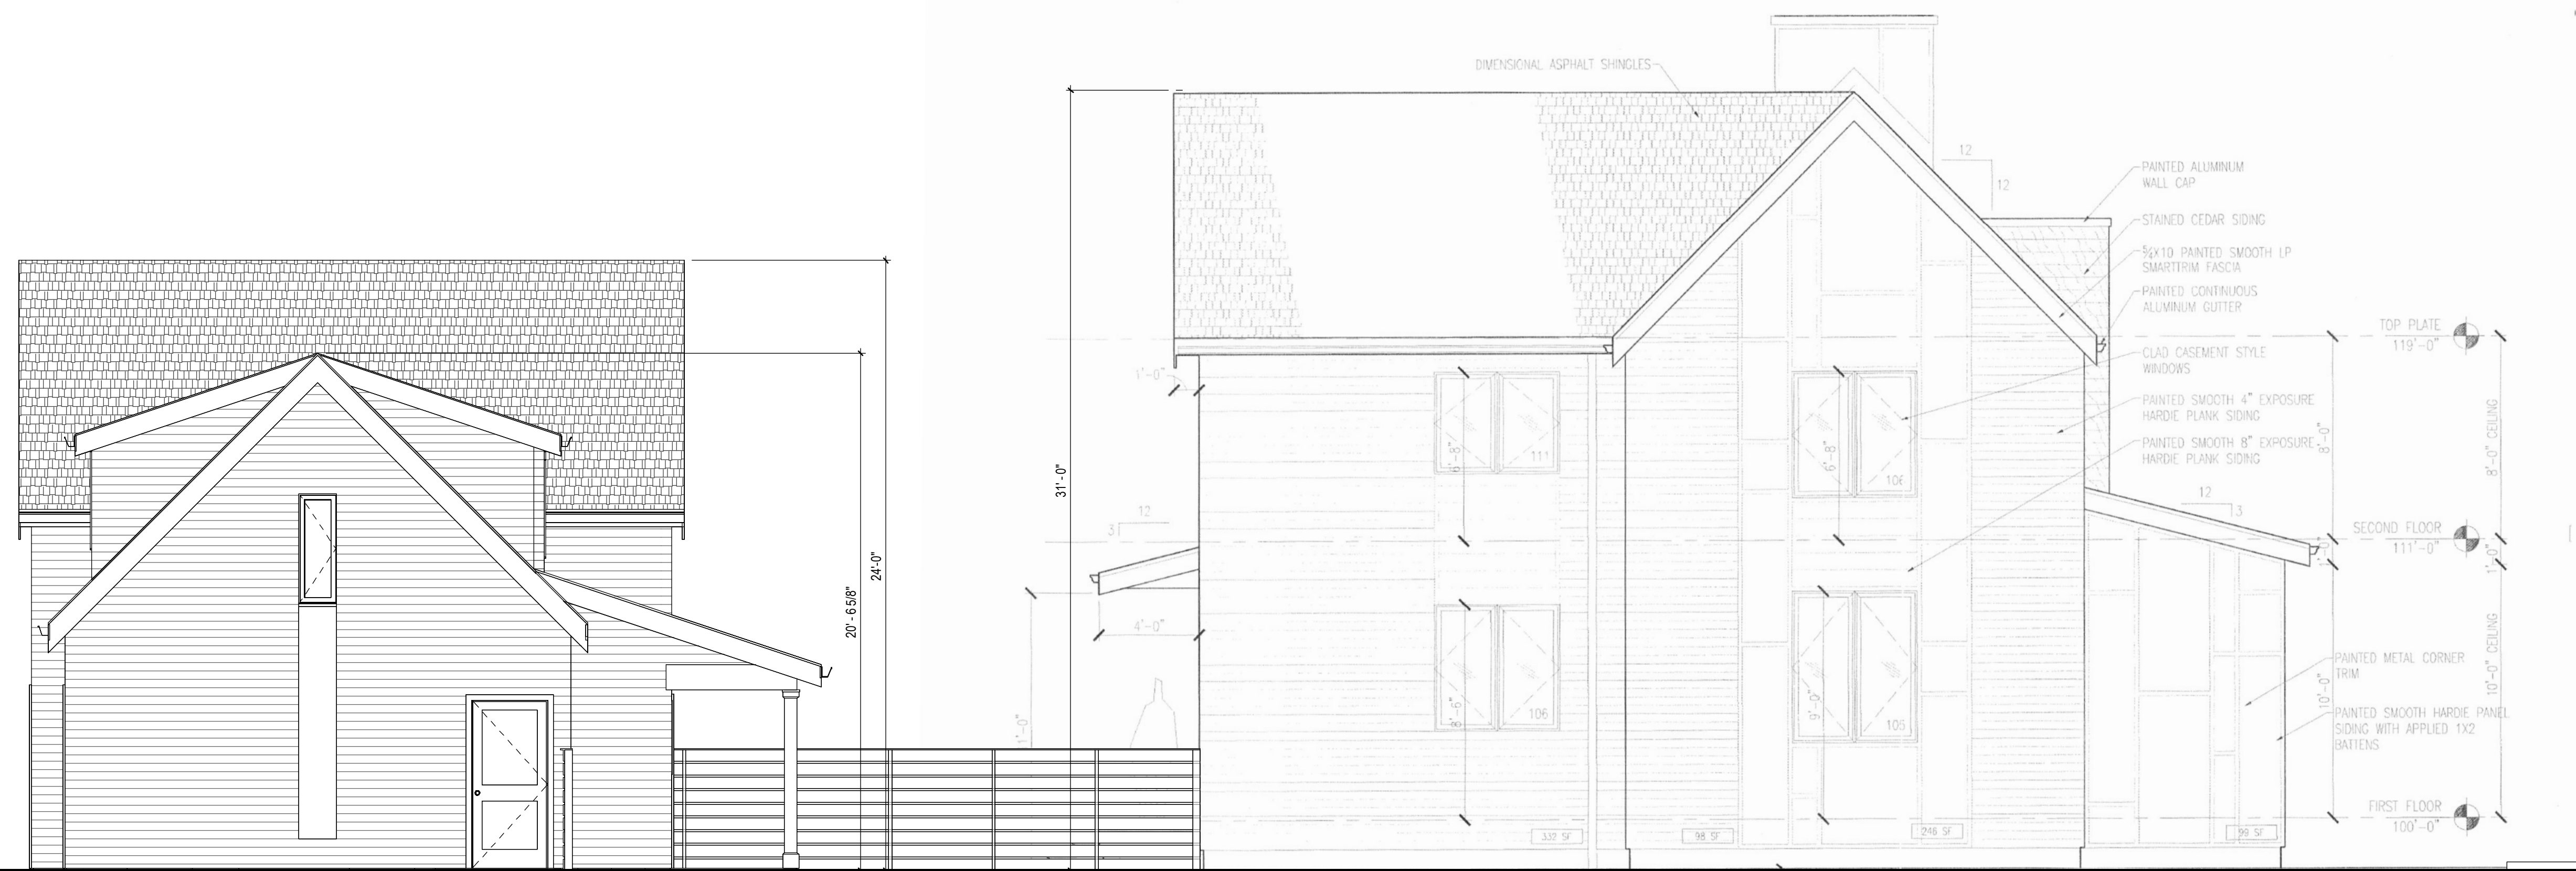 DIMENSIONAL ASPHALT SHINGLES
12
12
PAINTED ALUMINUM
WALL CAP
STAINED CEDAR SIDING
5/4X10 PAINTED SMOOTH LP
SMARTTRIM FASCIA
PAINTED CONTINUOUS
ALUMINUM GUTTER
TOP PLATE
119'-0"
CLAD CASEMENT STYLE
WINDOWS
PAINTED SMOOTH 4" EXPOSURE
HARDIE PLANK SIDING
PAINTED SMOOTH 8" EXPOSURE
HARDIE PLANK SIDING
8'-0"
8'-0" CEILING
1'-0"
6'-8"
111
6'-8"
106
31'-0"
12
3
12
3
SECOND FLOOR
111'-0"
1'-0"
1'-0"
24'-0"
20' - 6 5/8"
4'-0"
1'-0"
8'-6"
106
9'-0"
105
10'-0"
10'-0" CEILING
PAINTED METAL CORNER
TRIM
PAINTED SMOOTH HARDIE PANEL
SIDING WITH APPLIED 1X2
BATTENS
FIRST FLOOR
100'-0"
332 SF
98 SF
246 SF
99 SF